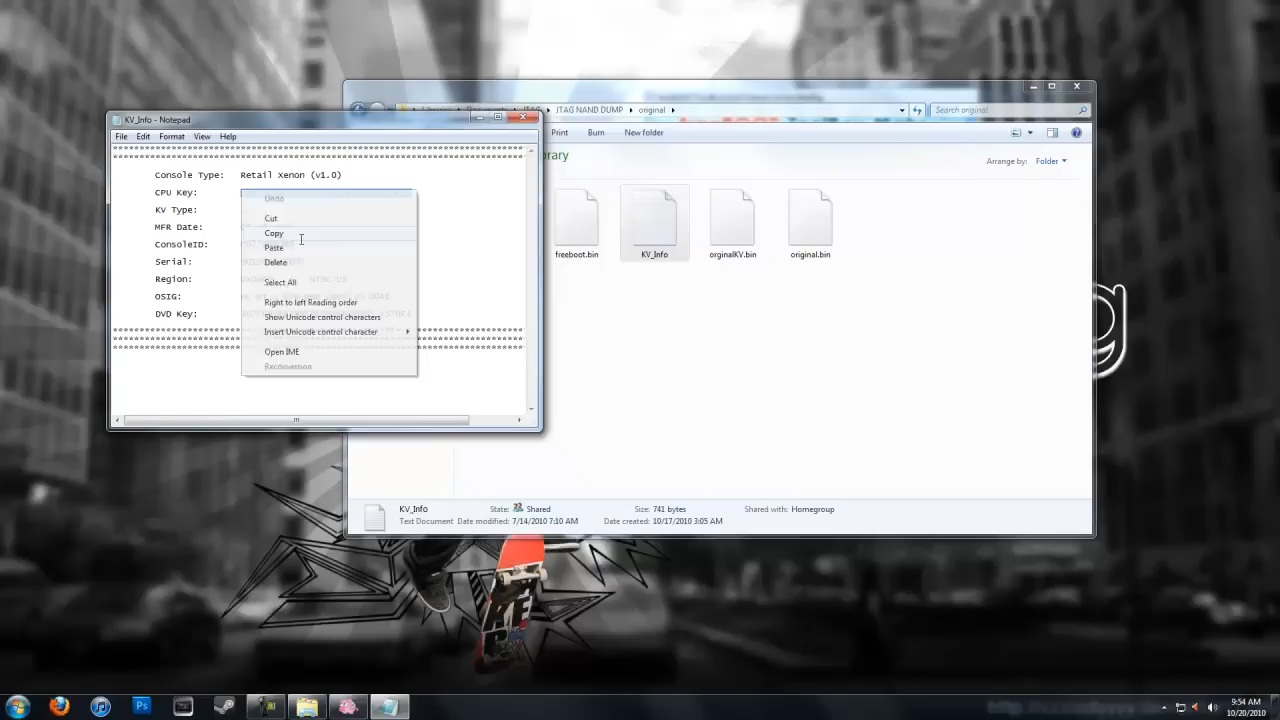 JTAG NAND DUMP original
Search original
KV_Info - Notepad
File Edit Format View Help
Print Burn New folder
Arrange by: Folder
Console Type: Retail Xenon (v1.0)
CPU Key:
KV Type:
MFR Date:
ConsoleID:
Serial:
Region:
OSIG:
DVD Key:
Undo
Cut
Copy
Paste
Delete
Select All
Right to left Reading order
Show Unicode control characters
Insert Unicode control character
Open IME
Reconversion
freeboot.bin
KV_Info
orginalKV.bin
original.bin
KV_Info State: Shared Size: 741 bytes Shared with: Homegroup
Text Document Date modified: 7/14/2010 7:10 AM Date created: 10/17/2010 3:05 AM
9:54 AM
10/20/2010